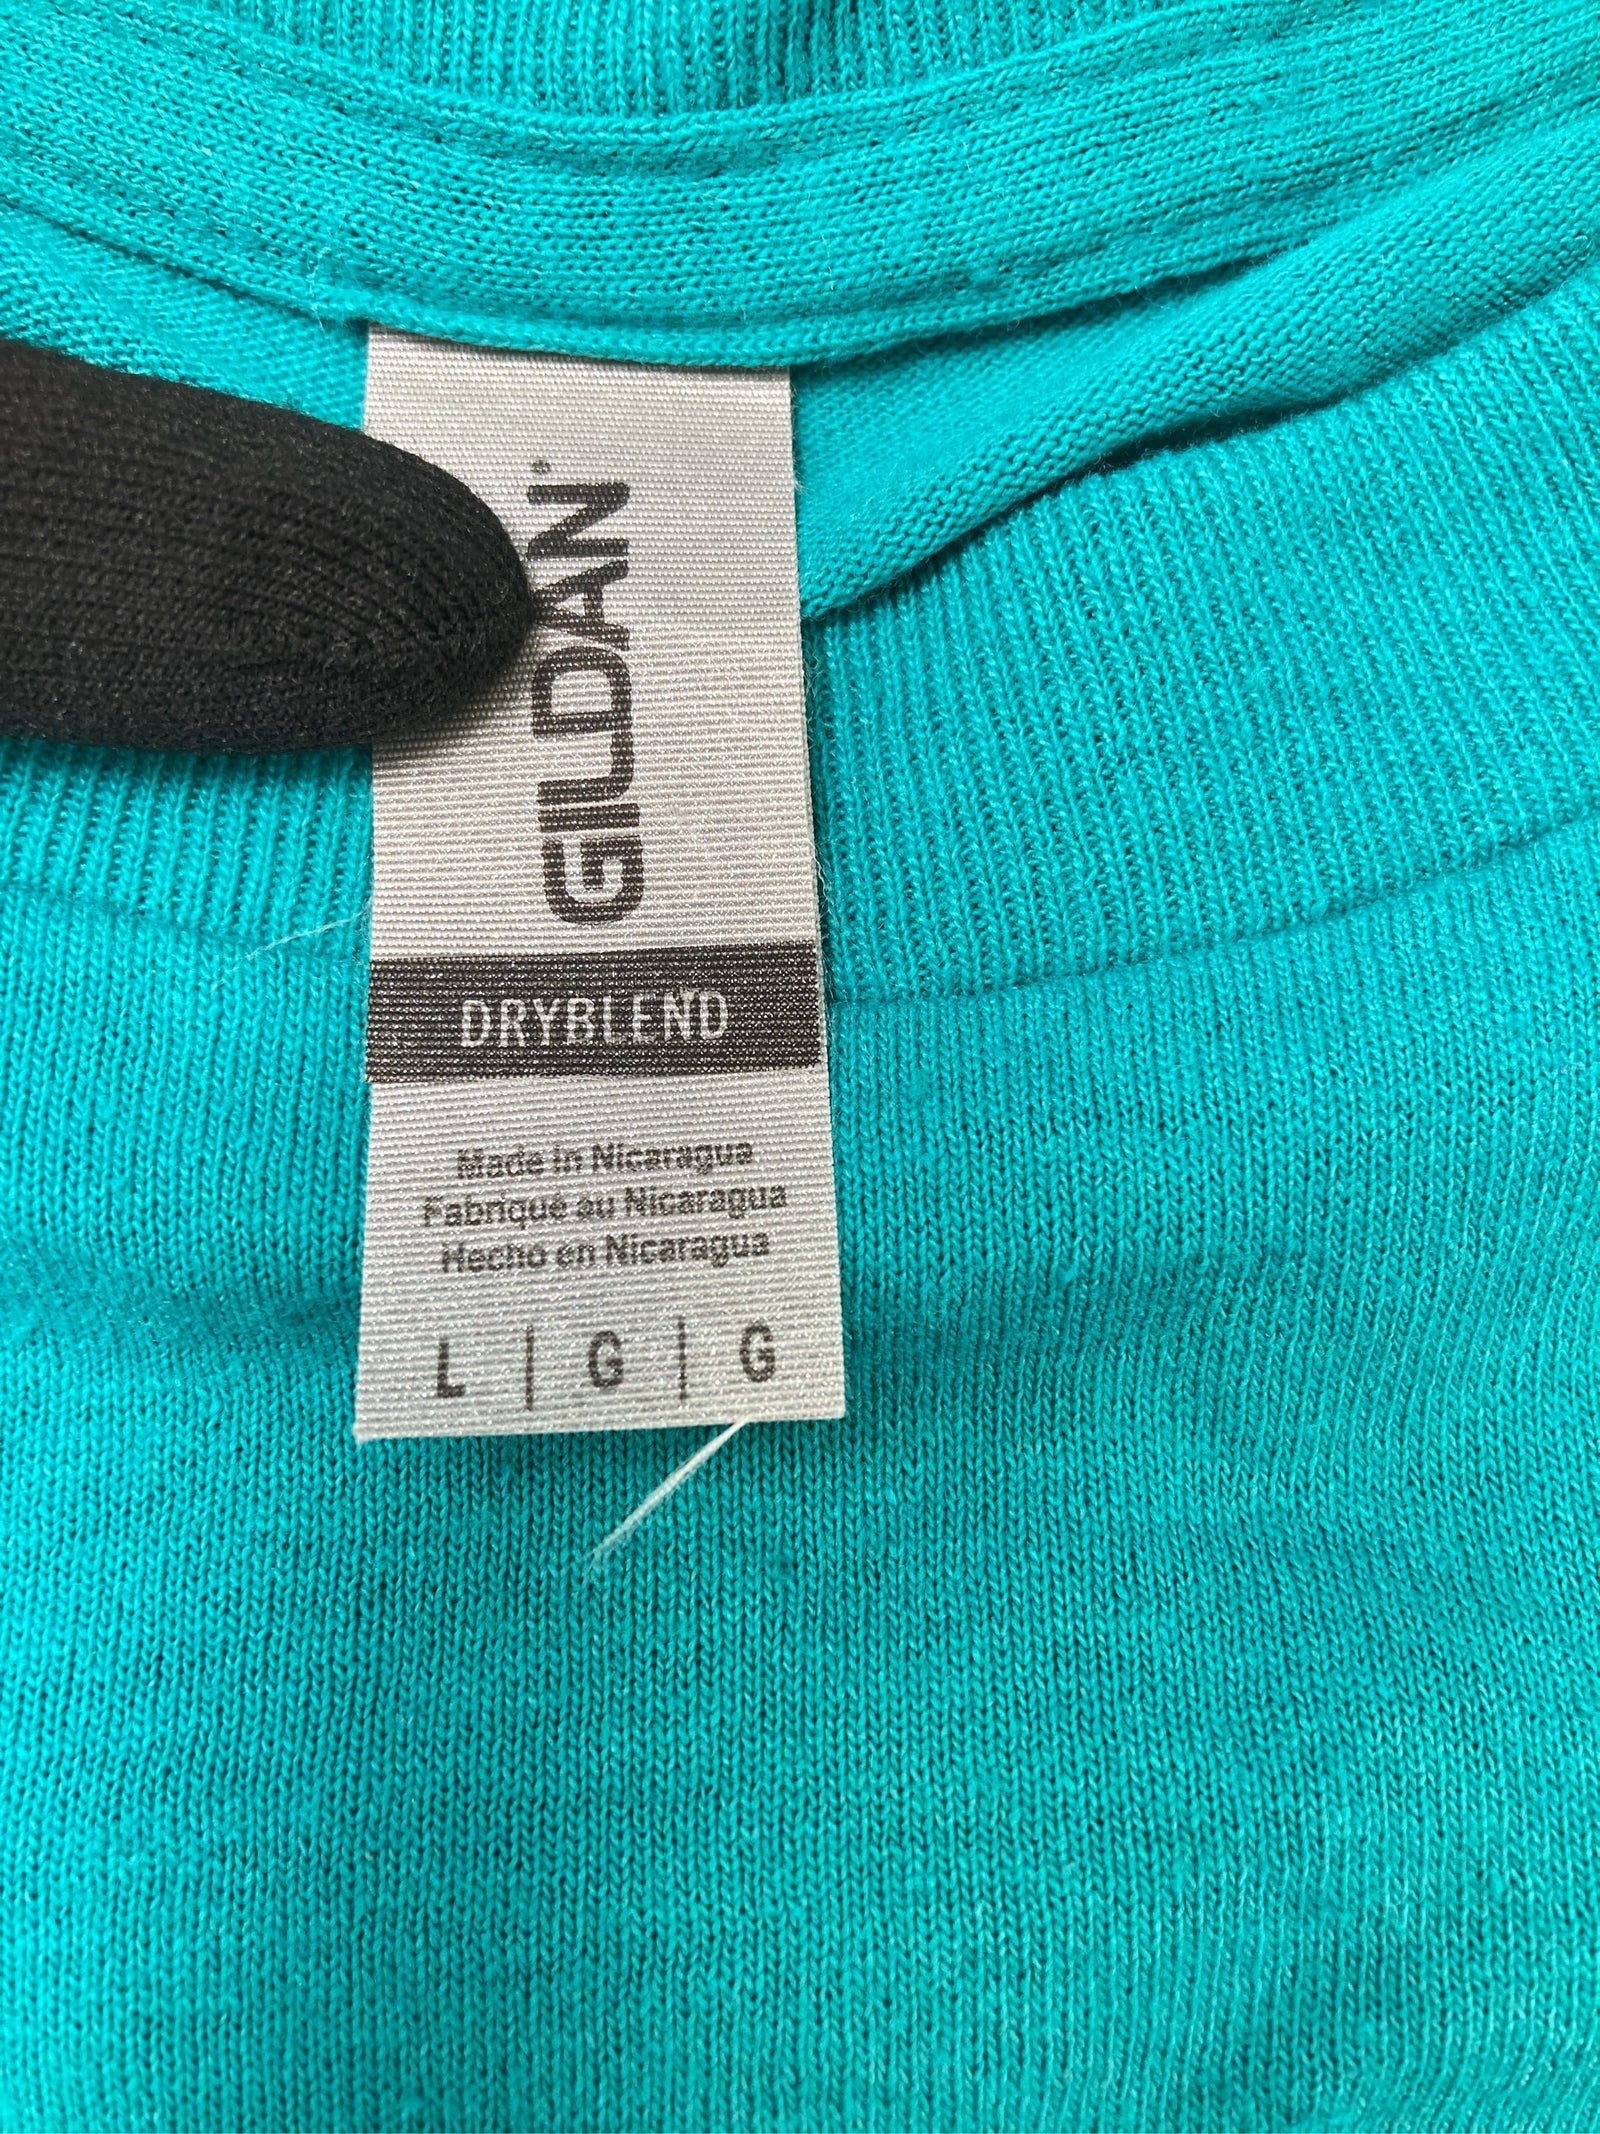 GILDAN
DRYBLEND
Made in Nicaragua
Fabriqué au Nicaragua
Hecho en Nicaragua
L | G | G